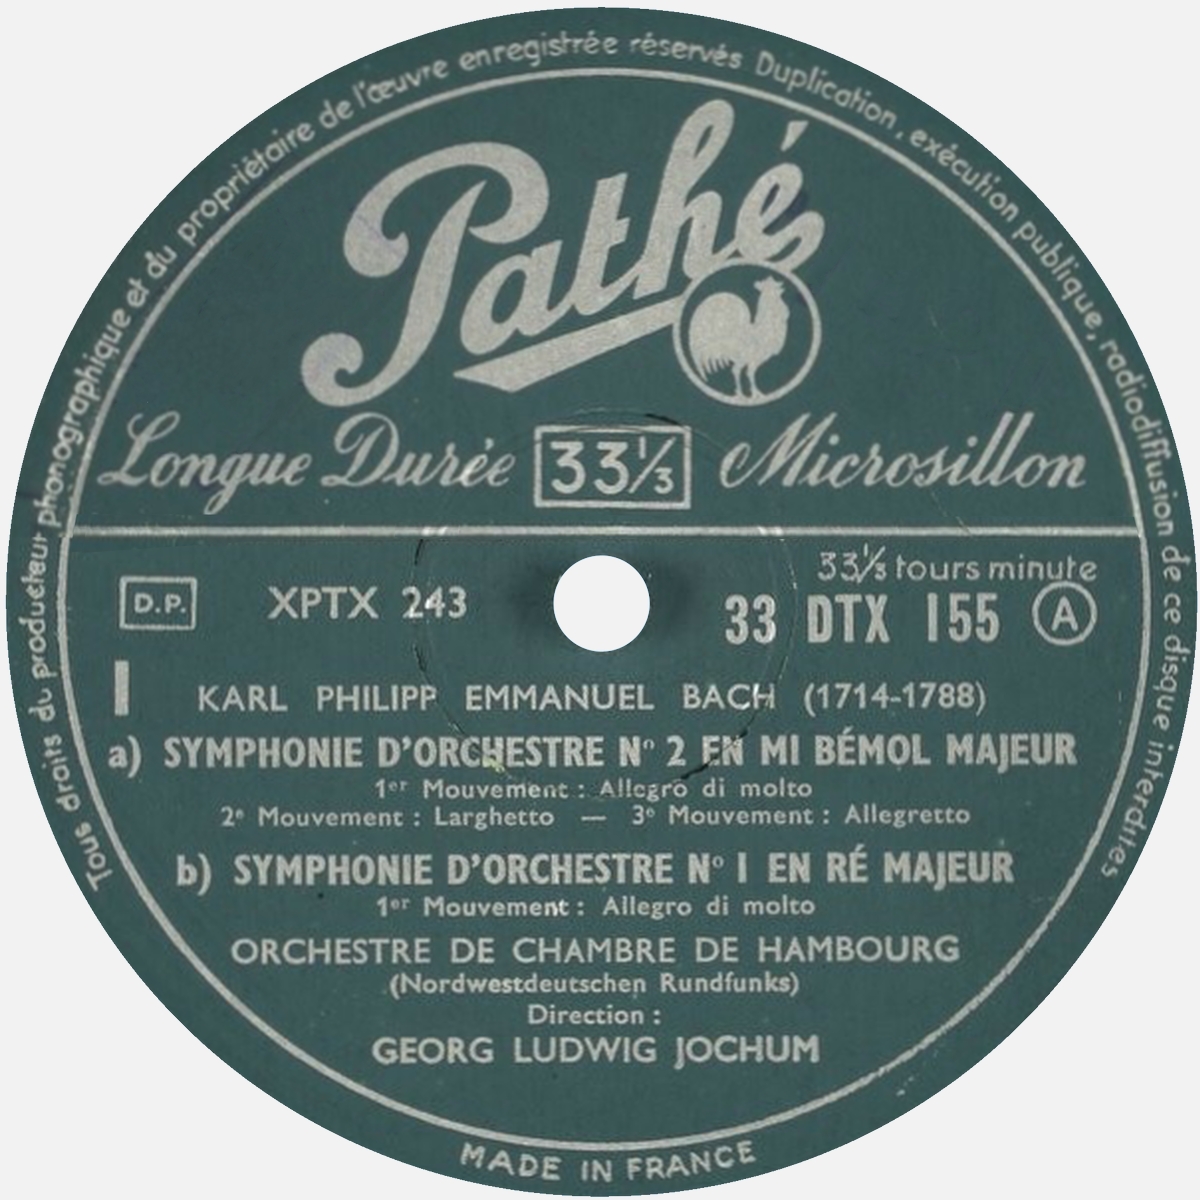 Tous droits du producteur phonographique et du propriétaire de l'œuvre enregistrée réservés Duplication, exécution publique, radiodiffusion de ce disque interdites
Pathé
Longue Durée 33⅓ Microsillon
33⅓ tours minute
D.P. XPTX 243 33 DTX 155 A
I KARL PHILIPP EMMANUEL BACH (1714-1788)
a) SYMPHONIE D'ORCHESTRE Nº 2 EN MI BÉMOL MAJEUR
1er Mouvement : Allegro di molto
2e Mouvement : Larghetto — 3e Mouvement : Allegretto
b) SYMPHONIE D'ORCHESTRE Nº 1 EN RÉ MAJEUR
1er Mouvement : Allegro di molto
ORCHESTRE DE CHAMBRE DE HAMBOURG
(Nordwestdeutschen Rundfunks)
Direction :
GEORG LUDWIG JOCHUM
MADE IN FRANCE